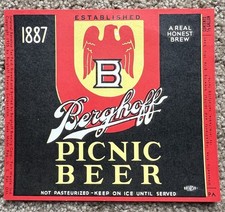 ESTABLISHED
1887
A REAL
HONEST
BREW
B
Berghoff
PICNIC
BEER
NOT PASTEURIZED - KEEP ON ICE UNTIL SERVED